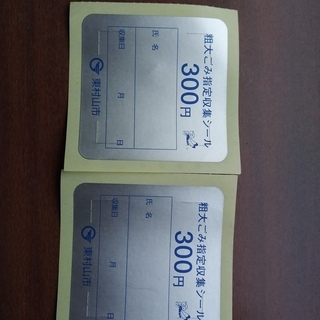 粗大ごみ指定収集シール
300円
氏名
収集日 月 日
東村山市
粗大ごみ指定収集シール
300円
氏名
収集日 月 日
東村山市